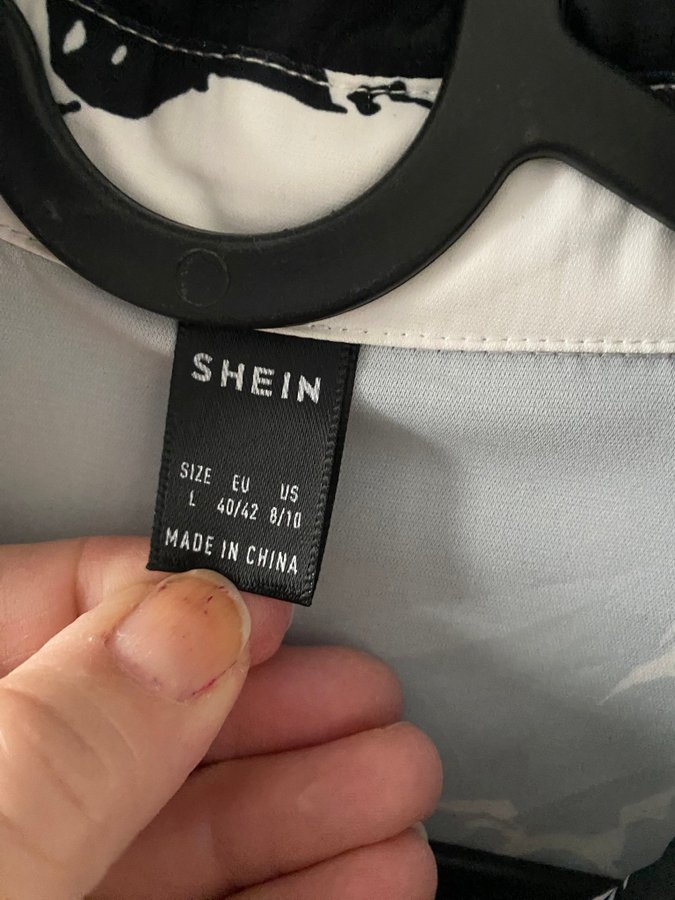 SHEIN
SIZE EU US
L 40/42 8/10
MADE IN CHINA